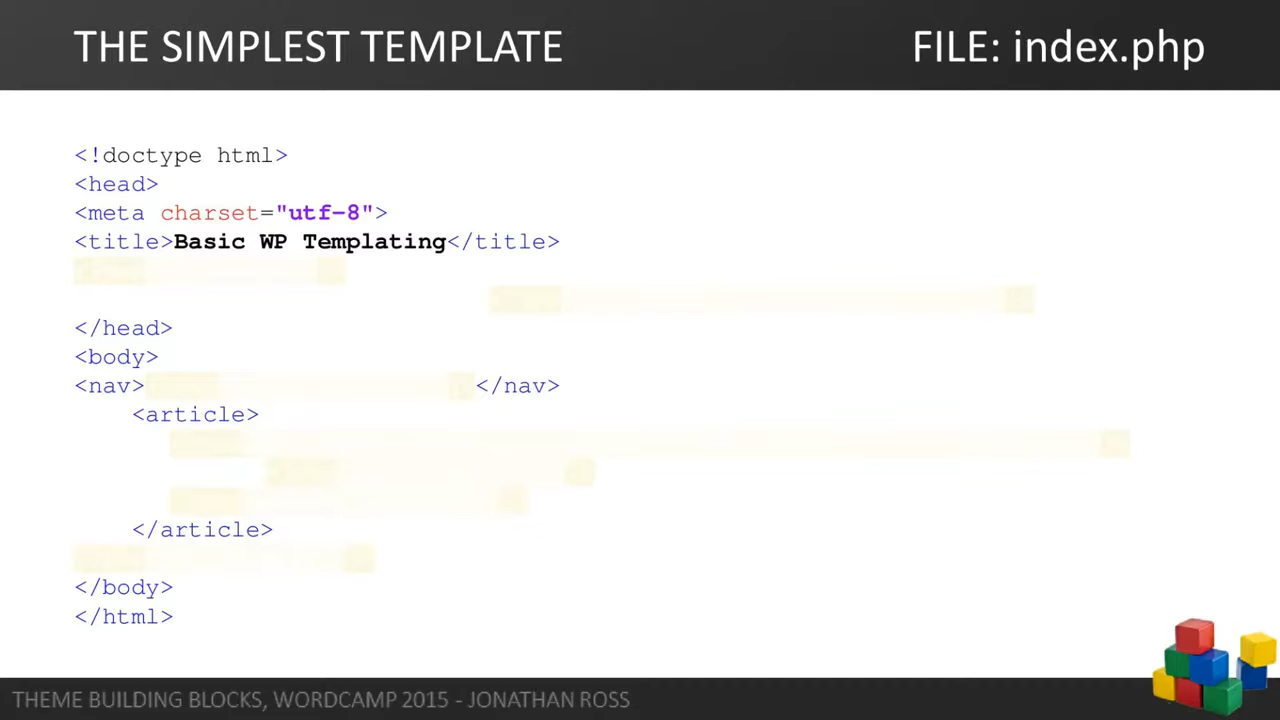 THE SIMPLEST TEMPLATE
FILE: index.php
<!doctype html>
<head>
<meta charset="utf-8">
<title>Basic WP Templating</title>
</head>
<body>
<nav> </nav>
<article>
</article>
</body>
</html>
THEME BUILDING BLOCKS, WORDCAMP 2015 - JONATHAN ROSS